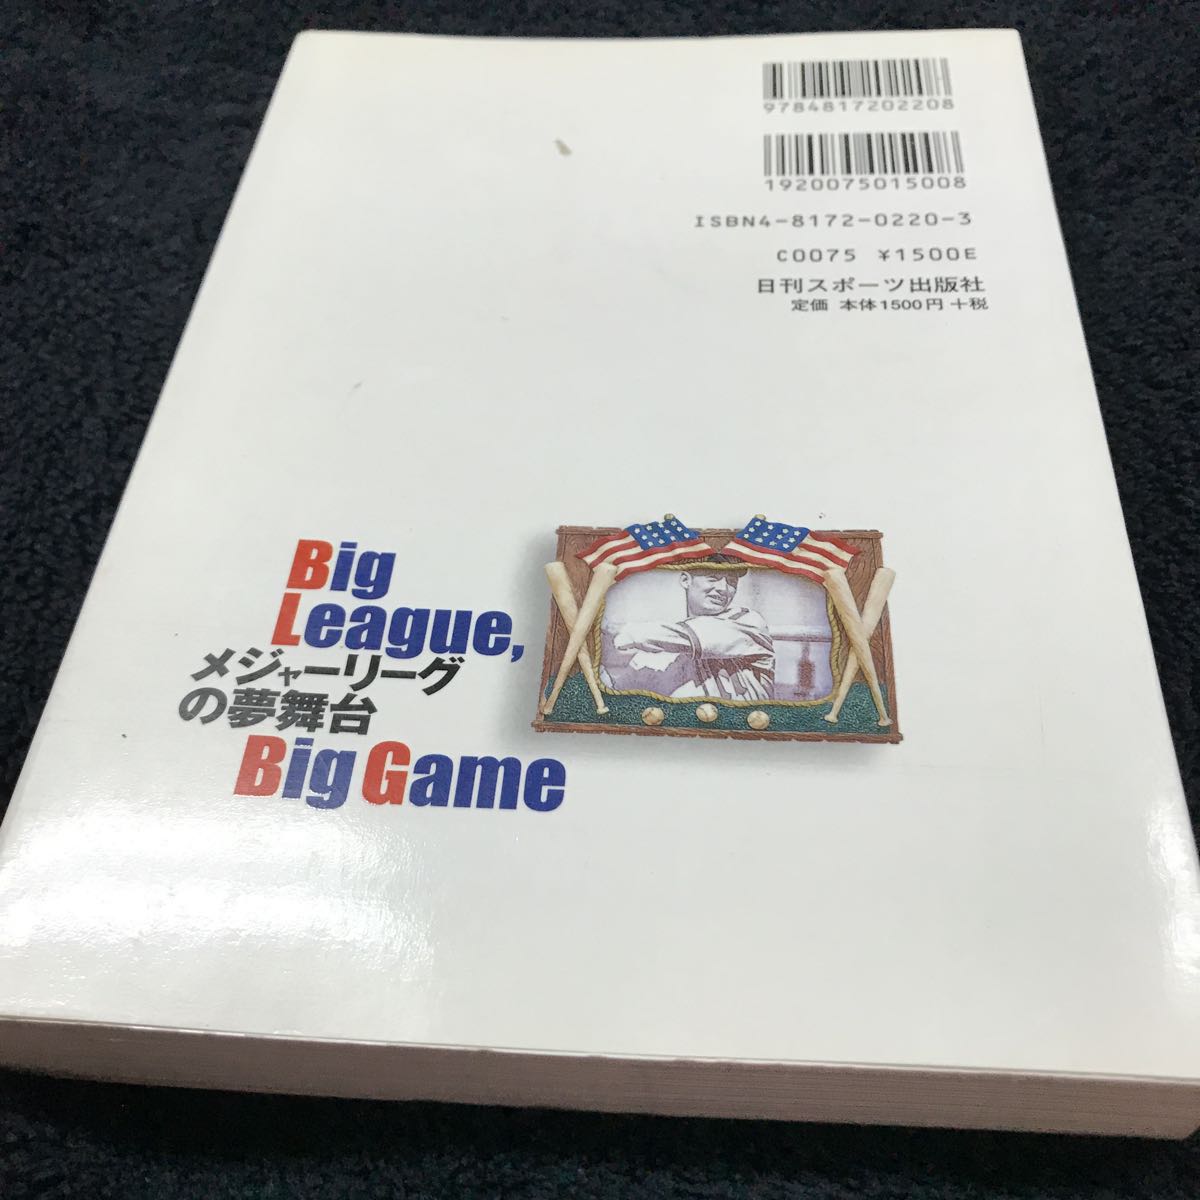 9784817202208
1920075015008
ISBN4-8172-0220-3
C0075 ¥1500E
日刊スポーツ出版社
定価 本体1500円+税
Big
League,
メジャーリーグ
の夢舞台
Big Game